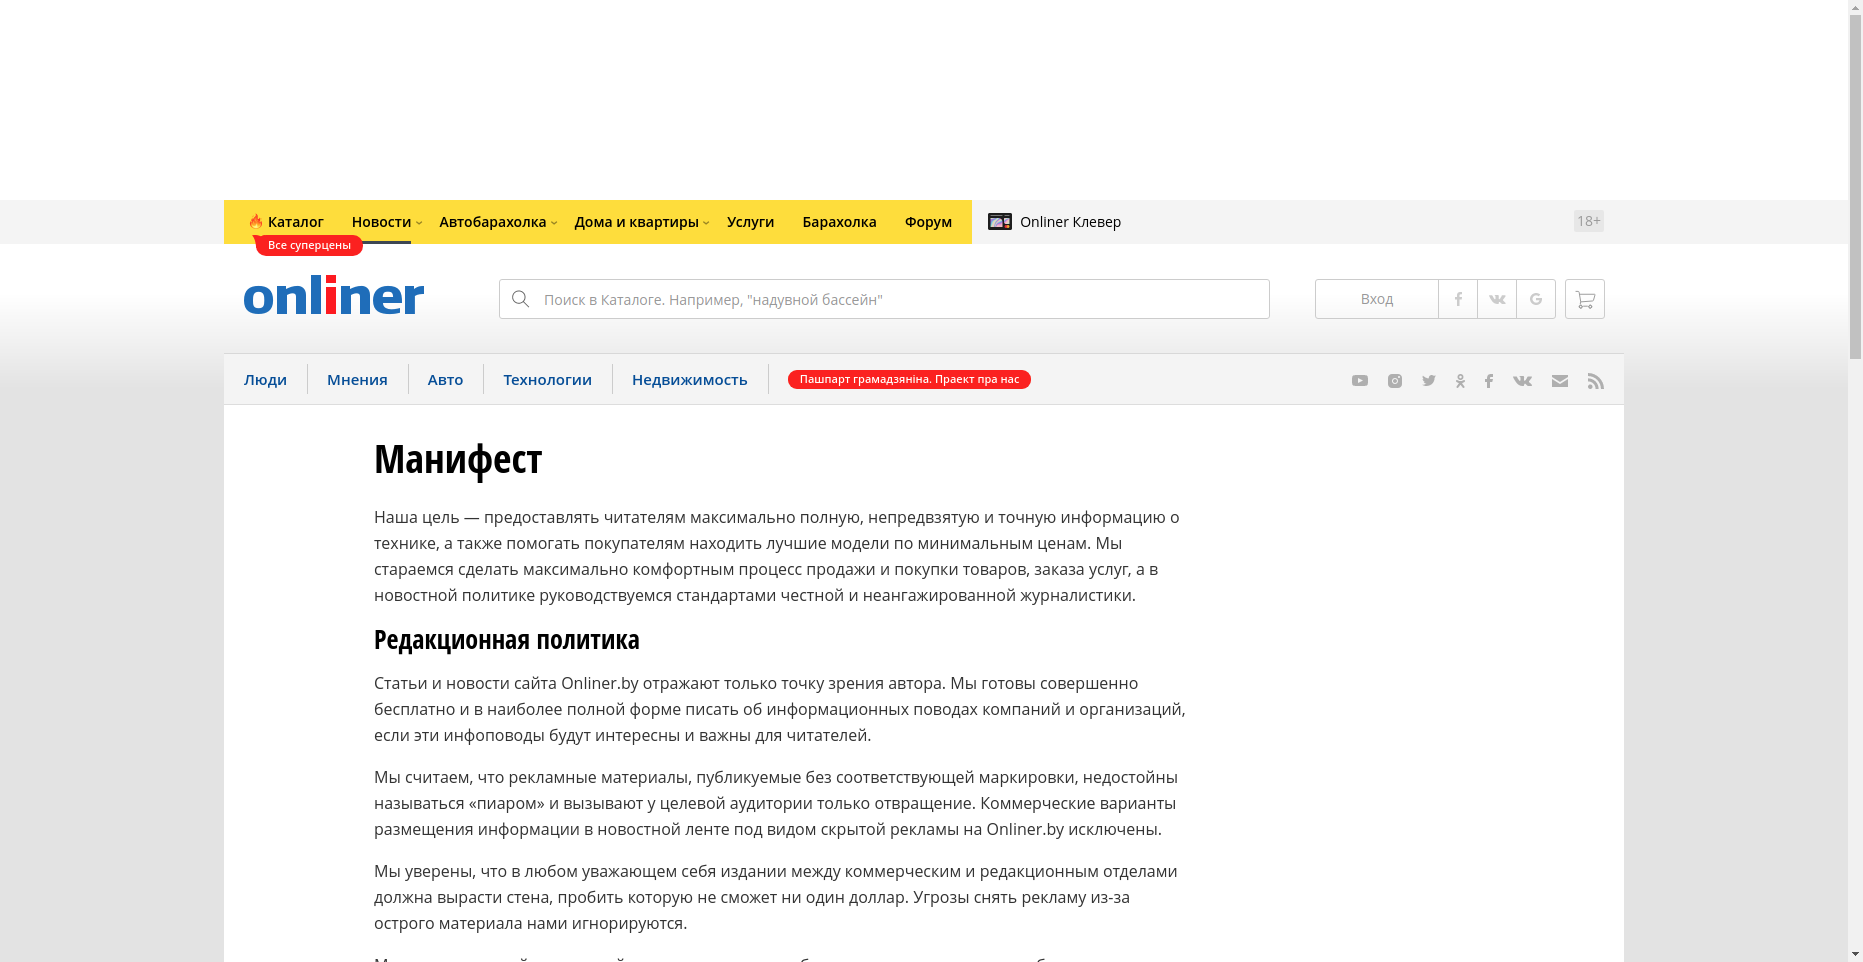 Каталог Новости Автобарахолка Дома и квартиры Услуги Барахолка Форум Onliner Клевер 18+
Все суперцены
onliner
Поиск в Каталоге. Например, "надувной бассейн"
Вход
Люди Мнения Авто Технологии Недвижимость Пашпарт грамадзяніна. Праект пра нас
Манифест
Наша цель — предоставлять читателям максимально полную, непредвзятую и точную информацию о
технике, а также помогать покупателям находить лучшие модели по минимальным ценам. Мы
стараемся сделать максимально комфортным процесс продажи и покупки товаров, заказа услуг, а в
новостной политике руководствуемся стандартами честной и неангажированной журналистики.
Редакционная политика
Статьи и новости сайта Onliner.by отражают только точку зрения автора. Мы готовы совершенно
бесплатно и в наиболее полной форме писать об информационных поводах компаний и организаций,
если эти инфоповоды будут интересны и важны для читателей.
Мы считаем, что рекламные материалы, публикуемые без соответствующей маркировки, недостойны
называться «пиаром» и вызывают у целевой аудитории только отвращение. Коммерческие варианты
размещения информации в новостной ленте под видом скрытой рекламы на Onliner.by исключены.
Мы уверены, что в любом уважающем себя издании между коммерческим и редакционным отделами
должна вырасти стена, пробить которую не сможет ни один доллар. Угрозы снять рекламу из-за
острого материала нами игнорируются.